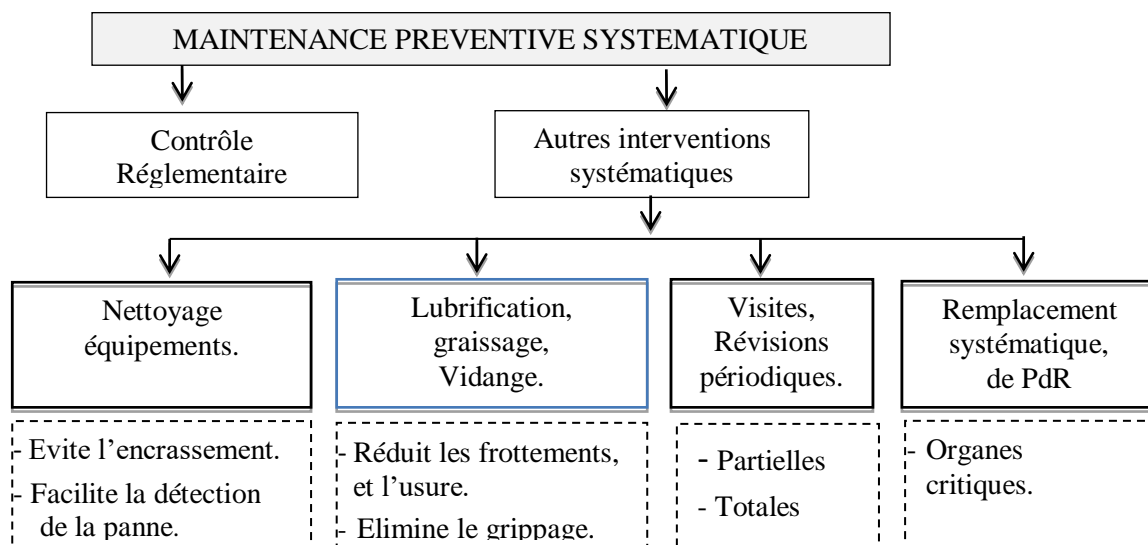 MAINTENANCE PREVENTIVE SYSTEMATIQUE
Contrôle
Réglementaire
Autres interventions
systématiques
Nettoyage
équipements.
Lubrification,
graissage,
Vidange.
Visites,
Révisions
périodiques.
Remplacement
systématique,
de PdR
- Evite l’encrassement.
- Facilite la détection
de la panne.
- Réduit les frottements,
et l’usure.
- Elimine le grippage.
- Partielles
- Totales
- Organes
critiques.